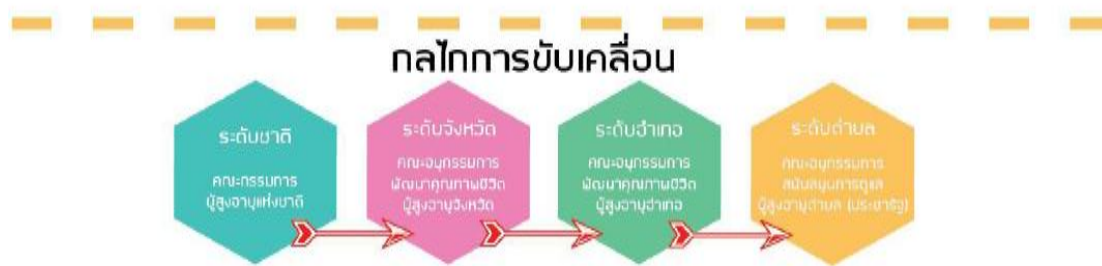 กลไกการขับเคลื่อน
ระดับชาติ
คณะกรรมการ
ผู้สูงอายุแห่งชาติ
ระดับจังหวัด
คณะอนุกรรมการ
พัฒนาคุณภาพชีวิต
ผู้สูงอายุจังหวัด
ระดับอำเภอ
คณะอนุกรรมการ
พัฒนาคุณภาพชีวิต
ผู้สูงอายุอำเภอ
ระดับตำบล
คณะอนุกรรมการ
สนับสนุนการดูแล
ผู้สูงอายุตำบล (ประชารัฐ)